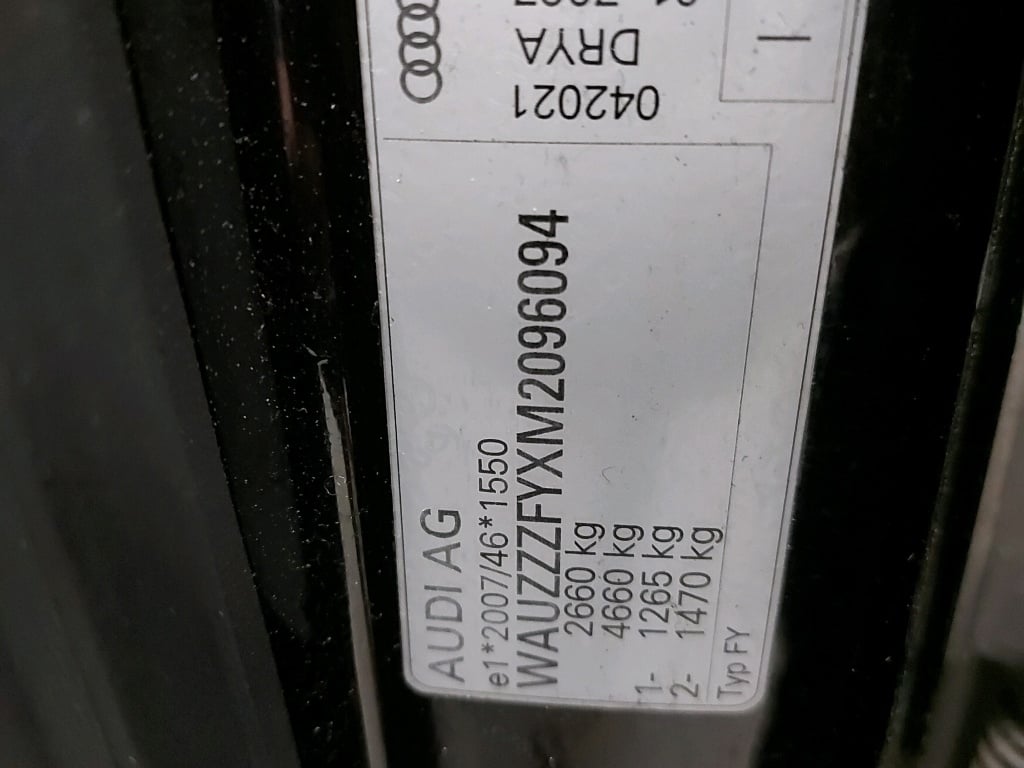 AUDI AG
e1*2007/46*1550
WAUZZZFYXM2096094
2660 kg
4660 kg
1- 1265 kg
2- 1470 kg
Typ FY
042021
DRYA